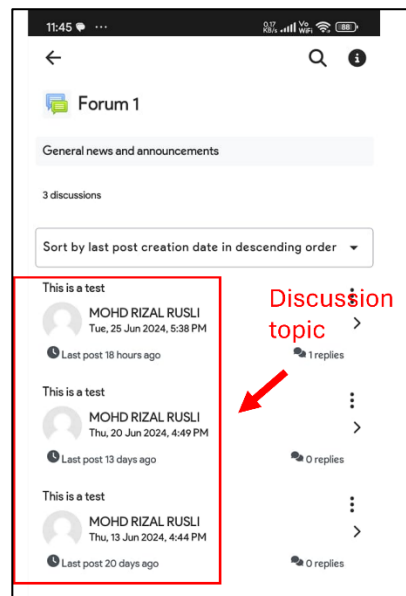 11:45
0.17 KB/s Vo WiFi 88
Forum 1
General news and announcements
3 discussions
Sort by last post creation date in descending order
This is a test
MOHD RIZAL RUSLI
Tue, 25 Jun 2024, 5:38 PM
Last post 18 hours ago
1 replies
Discussion
topic
This is a test
MOHD RIZAL RUSLI
Thu, 20 Jun 2024, 4:49 PM
Last post 13 days ago
0 replies
This is a test
MOHD RIZAL RUSLI
Thu, 13 Jun 2024, 4:44 PM
Last post 20 days ago
0 replies